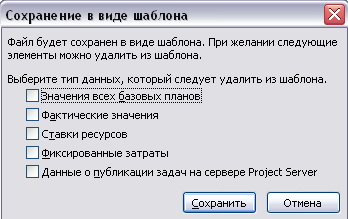 Сохранение в виде шаблона
Файл будет сохранен в виде шаблона. При желании следующие
элементы можно удалить из шаблона.
Выберите тип данных, который следует удалить из шаблона.
Значения всех базовых планов
Фактические значения
Ставки ресурсов
Фиксированные затраты
Данные о публикации задач на сервере Project Server
Сохранить
Отмена